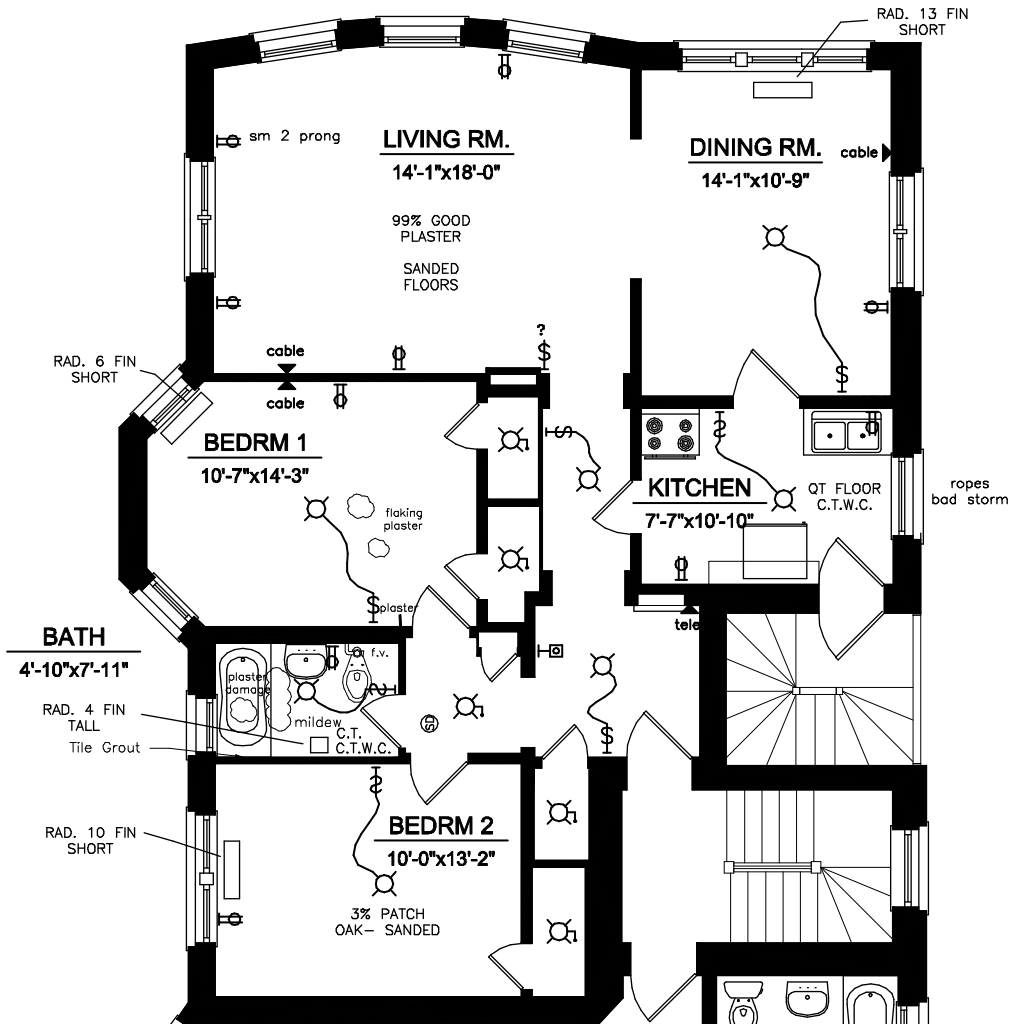 RAD. 13 FIN
SHORT
sm 2 prong
LIVING RM.
14'-1"x18'-0"
DINING RM.
14'-1"x10'-9"
cable
99% GOOD
PLASTER
SANDED
FLOORS
?
$
$
RAD. 6 FIN
SHORT
cable
cable
BEDRM 1
10'-7"x14'-3"
flaking
plaster
$
plaster
$
$
KITCHEN
7'-7"x10'-10"
QT FLOOR
C.T.W.C.
ropes
bad storm
tele
BATH
4'-10"x7'-11"
f.v.
plaster
damage
$
mildew
C.T.
C.T.W.C.
RAD. 4 FIN
TALL
Tile Grout
SD
$
$
BEDRM 2
10'-0"x13'-2"
RAD. 10 FIN
SHORT
3% PATCH
OAK- SANDED